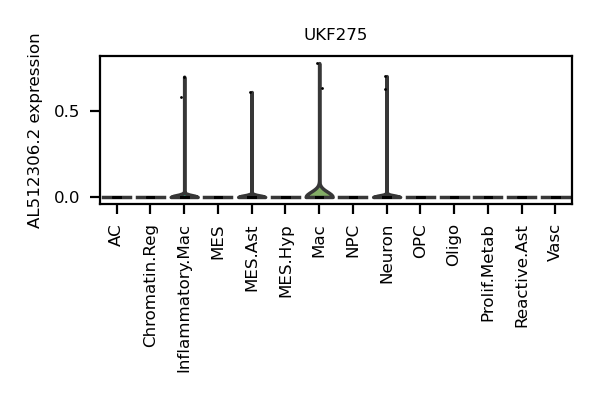 UKF275
AL512306.2 expression
0.5
0.0
AC
Chromatin.Reg
Inflammatory.Mac
MES
MES.Ast
MES.Hyp
Mac
NPC
Neuron
OPC
Oligo
Prolif.Metab
Reactive.Ast
Vasc